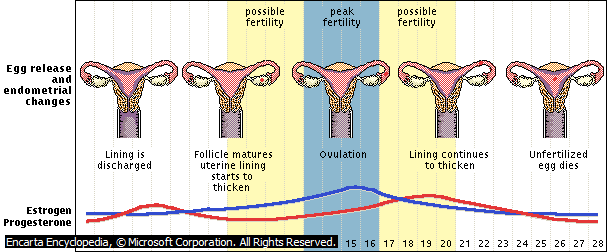 possible
fertility
peak
fertility
possible
fertility
Egg release
and
endometrial
changes
Lining is
discharged
Follicle matures
uterine lining
starts to
thicken
Ovulation
Lining continues
to thicken
Unfertilized
egg dies
Estrogen
Progesterone
Encarta Encyclopedia, © Microsoft Corporation. All Rights Reserved.
15 16 17 18 19 20 21 22 23 24 25 26 27 28